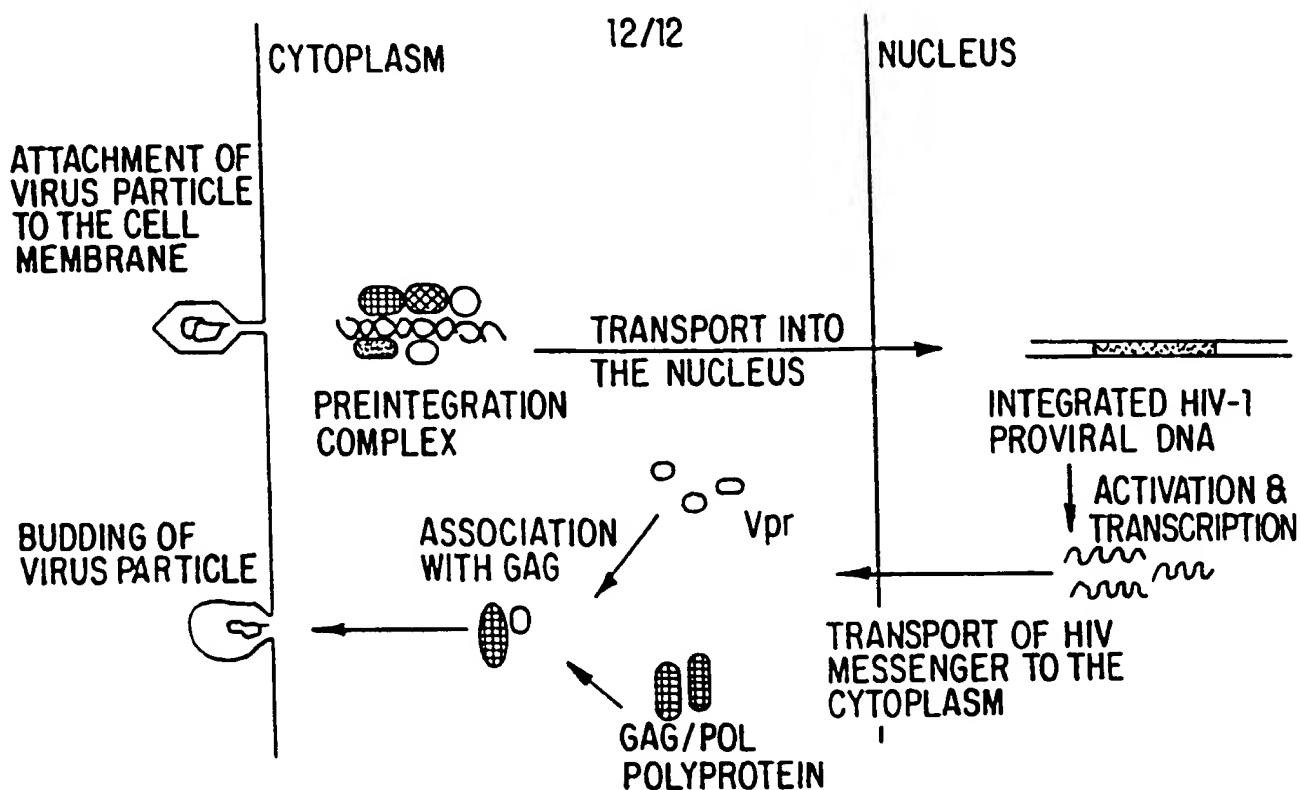 12/12
CYTOPLASM
NUCLEUS
ATTACHMENT OF
VIRUS PARTICLE
TO THE CELL
MEMBRANE
TRANSPORT INTO
THE NUCLEUS
PREINTEGRATION
COMPLEX
INTEGRATED HIV-1
PROVIRAL DNA
ACTIVATION &
TRANSCRIPTION
Vpr
ASSOCIATION
WITH GAG
BUDDING OF
VIRUS PARTICLE
TRANSPORT OF HIV
MESSENGER TO THE
CYTOPLASM
GAG/POL
POLYPROTEIN